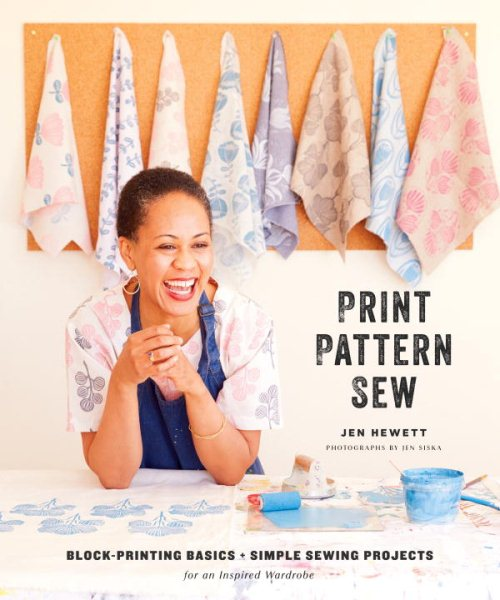 PRINT
PATTERN
SEW
JEN HEWETT
PHOTOGRAPHS BY JEN SISKA
BLOCK-PRINTING BASICS + SIMPLE SEWING PROJECTS
for an Inspired Wardrobe